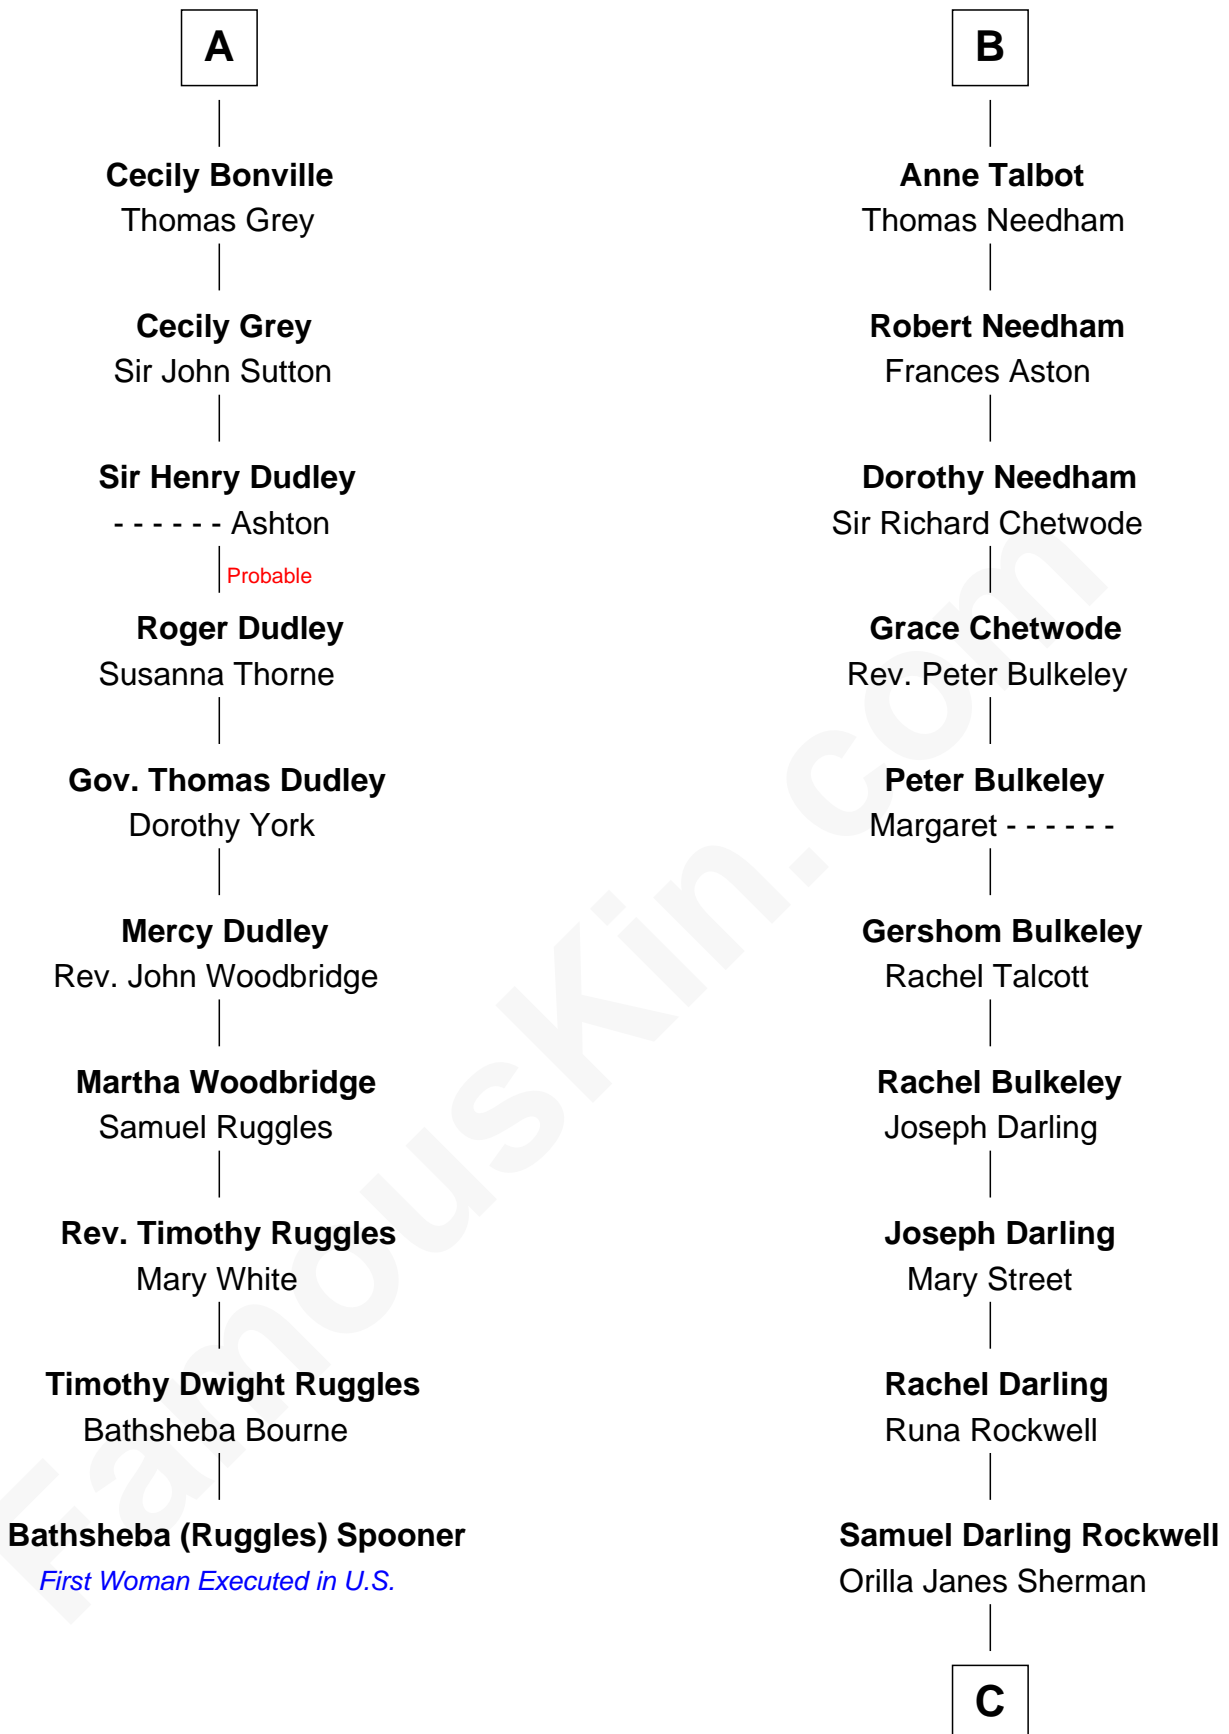 A
Cecily Bonville
Thomas Grey
Cecily Grey
Sir John Sutton
Sir Henry Dudley
- - - - - - Ashton
Probable
Roger Dudley
Susanna Thorne
Gov. Thomas Dudley
Dorothy York
Mercy Dudley
Rev. John Woodbridge
Martha Woodbridge
Samuel Ruggles
Rev. Timothy Ruggles
Mary White
Timothy Dwight Ruggles
Bathsheba Bourne
Bathsheba (Ruggles) Spooner
First Woman Executed in U.S.
B
Anne Talbot
Thomas Needham
Robert Needham
Frances Aston
Dorothy Needham
Sir Richard Chetwode
Grace Chetwode
Rev. Peter Bulkeley
Peter Bulkeley
Margaret - - - - - -
Gershom Bulkeley
Rachel Talcott
Rachel Bulkeley
Joseph Darling
Joseph Darling
Mary Street
Rachel Darling
Runa Rockwell
Samuel Darling Rockwell
Orilla Janes Sherman
C
FamousKin.com